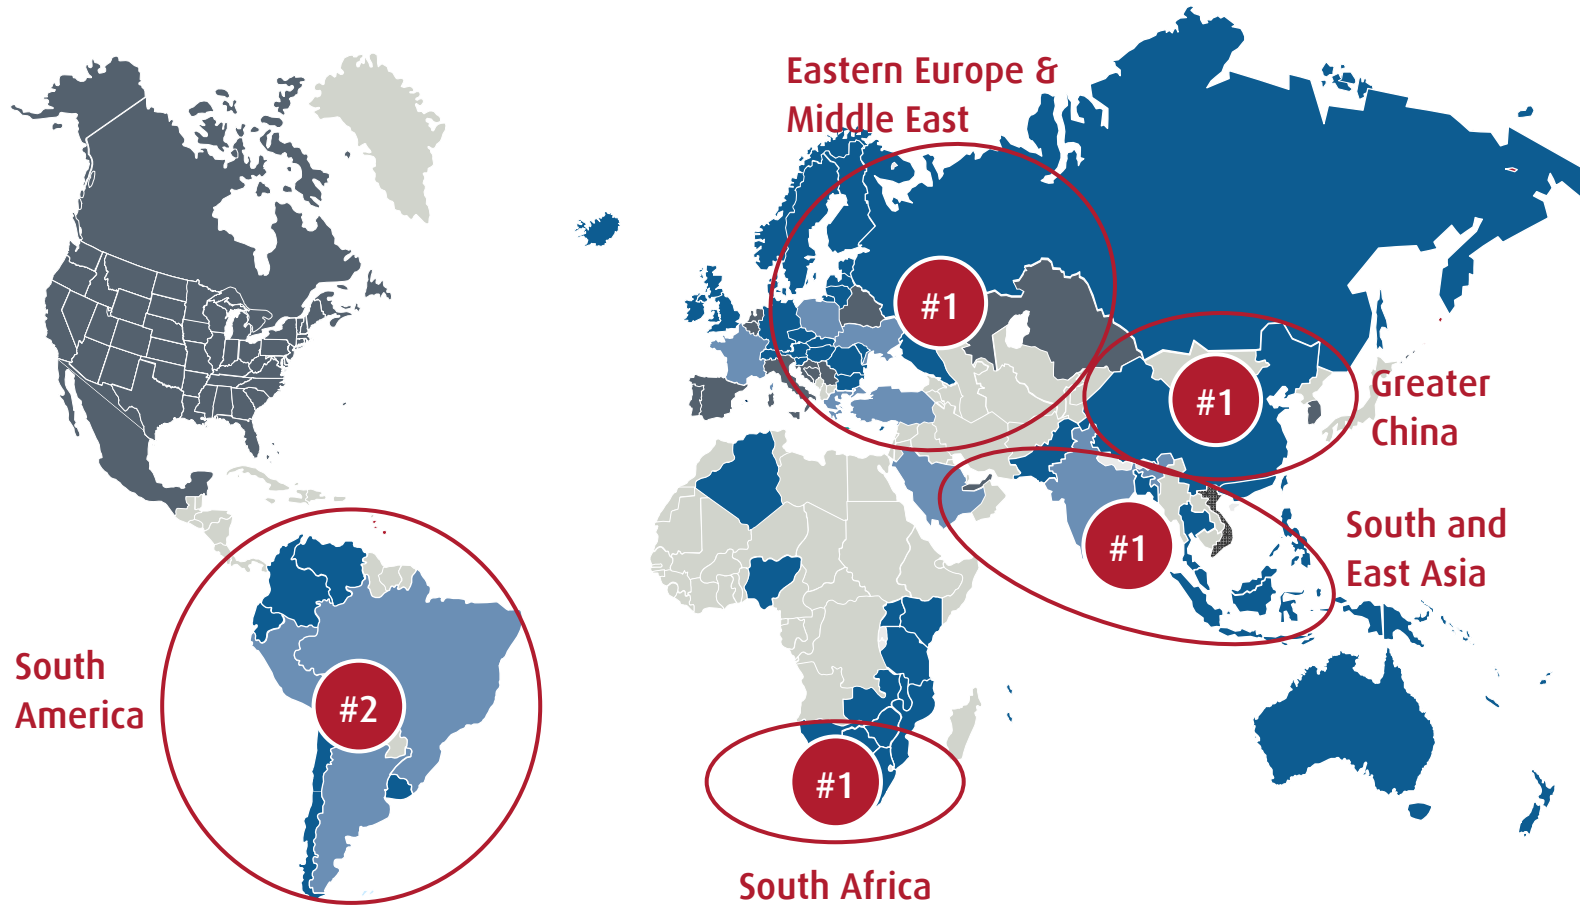 Eastern Europe &
Middle East
#1
#1
Greater
China
#1
South and
East Asia
South
America
#2
#1
South Africa